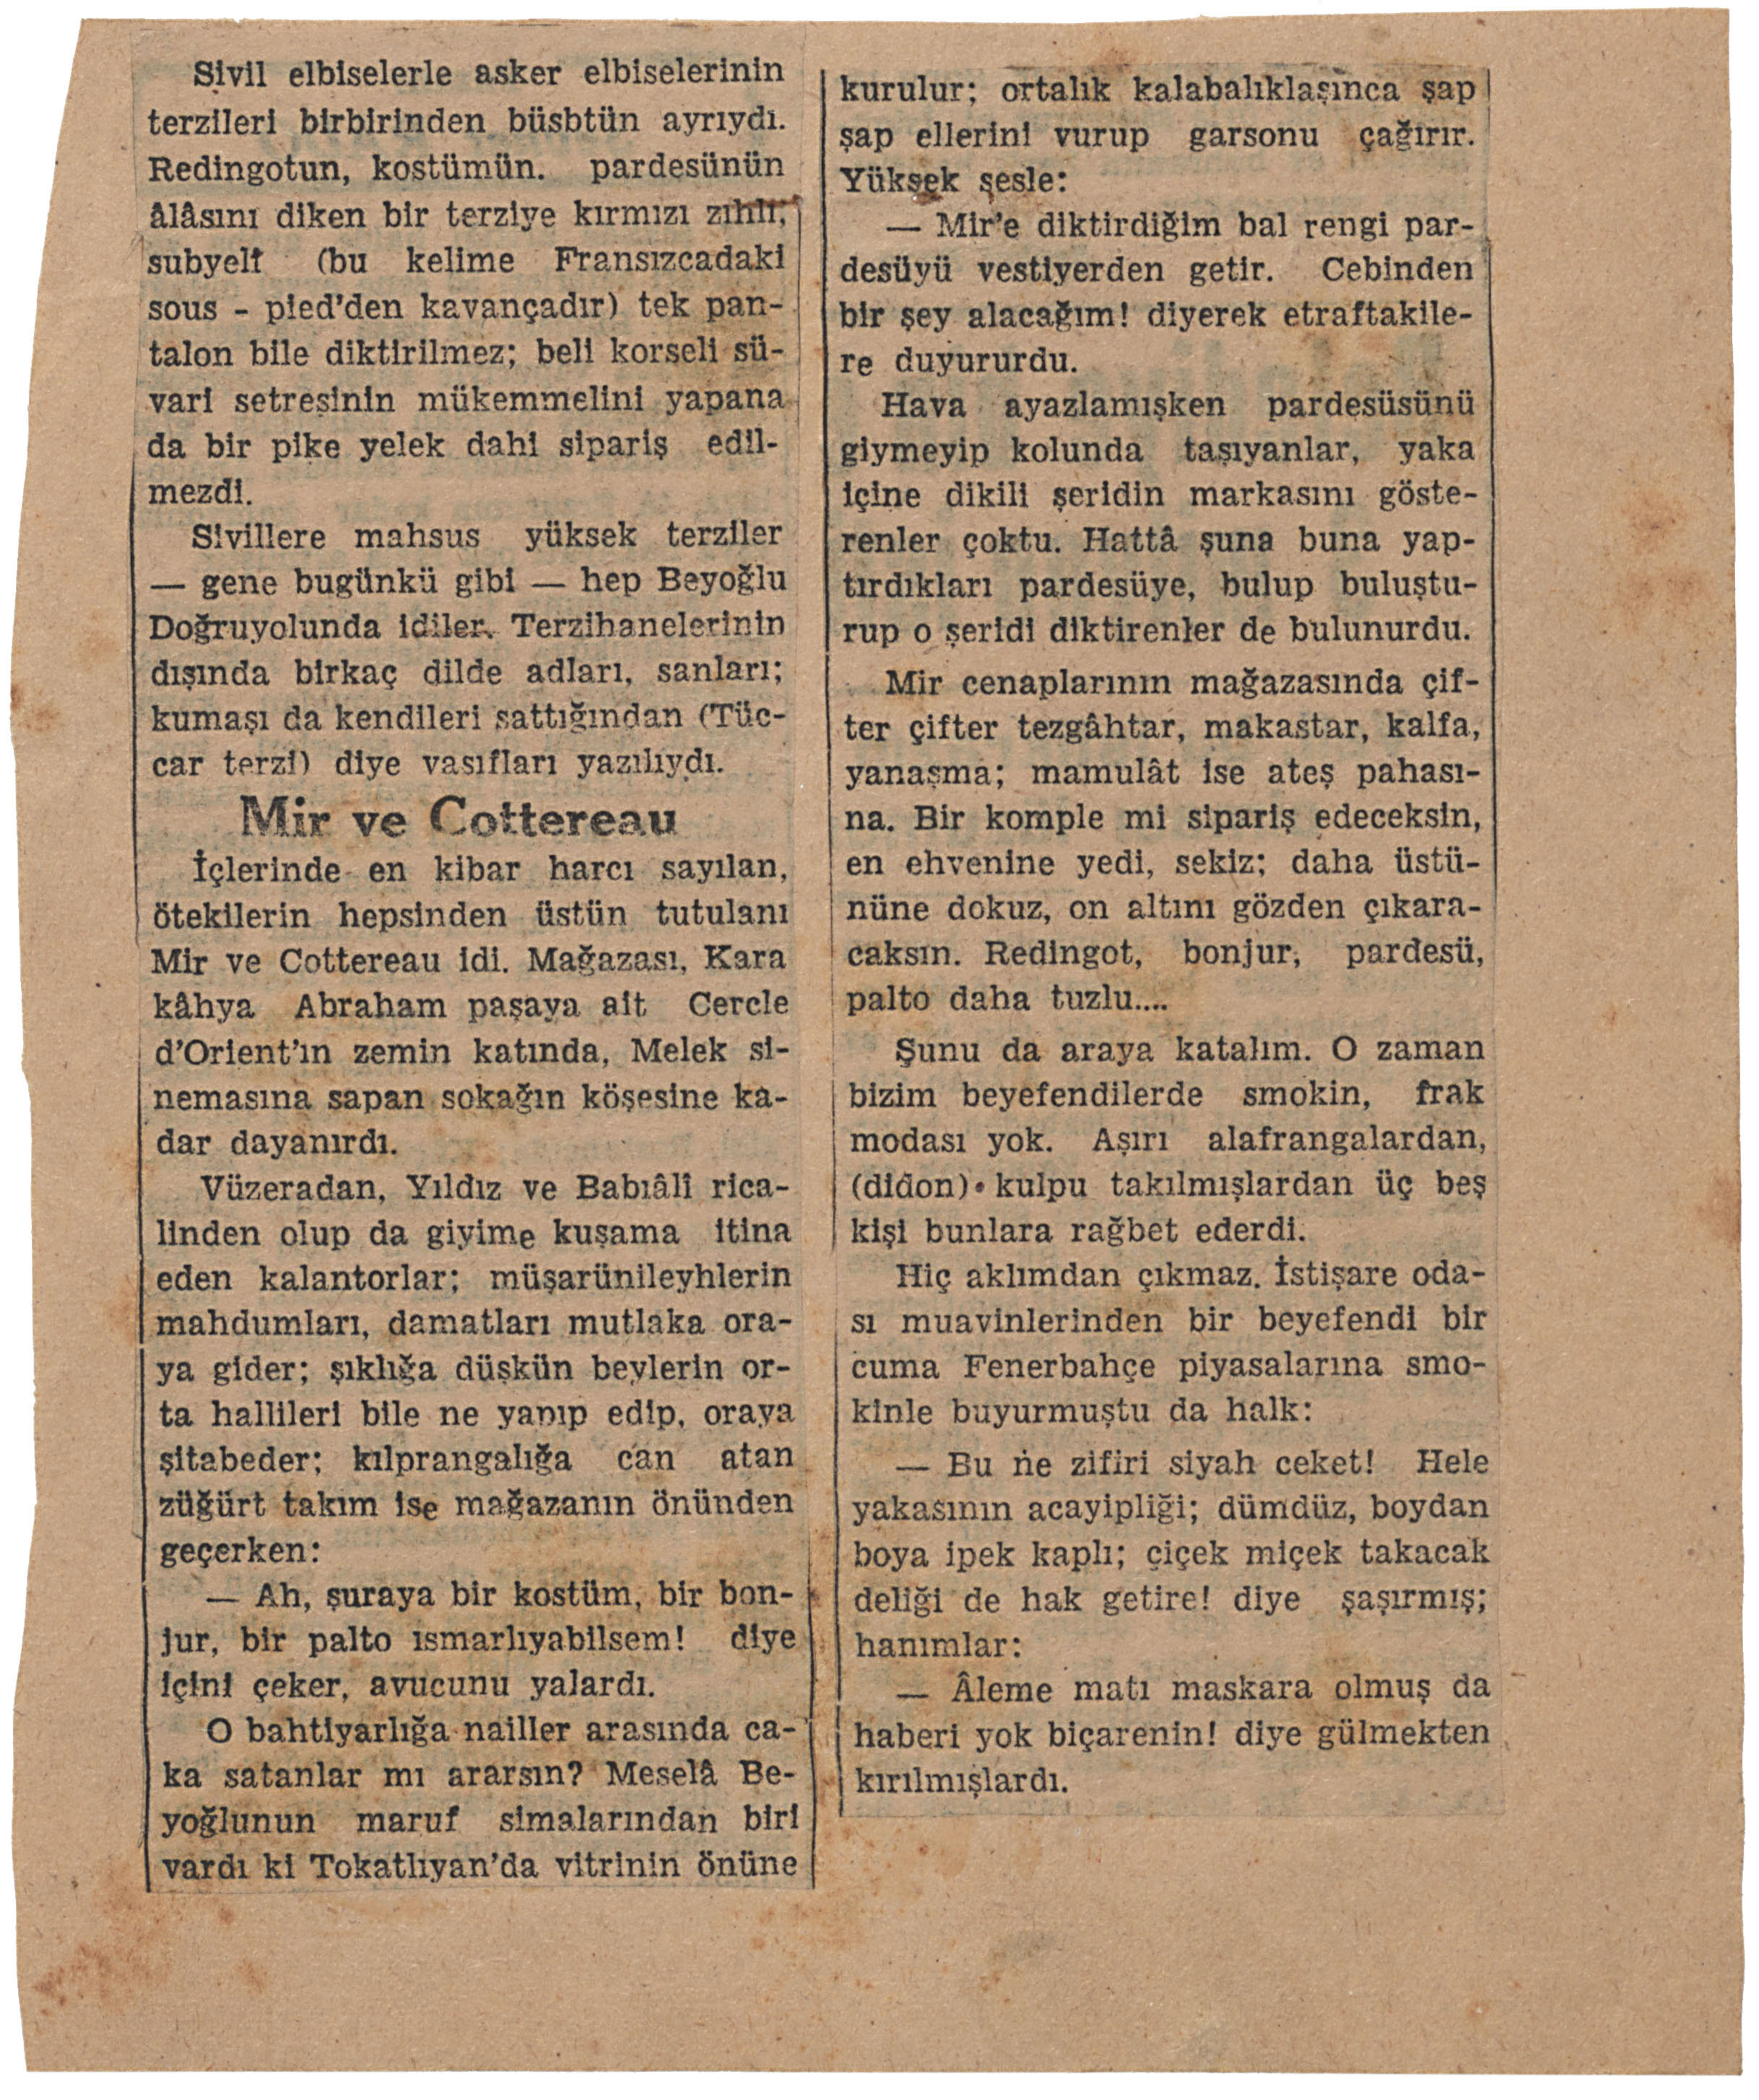 Sivil elbiselerle asker elbiselerinin
terzileri birbirinden büsbtün ayrıydı.
Redingotun, kostümün. pardesünün
âlâsını diken bir terziye kırmızı zıhlı,
subyelt (bu kelime Fransızcadaki
sous - pied'den kavançadır) tek pan-
talon bile diktirilmez; beli korseli sü-
vari setresinin mükemmelini yapana
da bir pike yelek dahi sipariş edil-
mezdi.
Sivillere mahsus yüksek terziler
— gene bugünkü gibi — hep Beyoğlu
Doğruyolunda idiler. Terzihanelerinin
dışında birkaç dilde adları, sanları;
kumaşı da kendileri sattığından (Tüc-
car terzi) diye vasıfları yazılıydı.
Mir ve Cottereau
İçlerinde en kibar harcı sayılan,
ötekilerin hepsinden üstün tutulanı
Mir ve Cottereau idi. Mağazası, Kara
kâhya Abraham paşaya ait Cercle
d'Orient'ın zemin katında, Melek si-
nemasına sapan sokağın köşesine ka-
dar dayanırdı.
Vüzeradan, Yıldız ve Babıâlî rica-
linden olup da giyime kuşama itina
eden kalantorlar; müşarünileyhlerin
mahdumları, damatları mutlaka ora-
ya gider; şıklığa düşkün beylerin or-
ta hallileri bile ne yapıp edip, oraya
şitabeder; kılprangalığa can atan
züğürt takım ise mağazanın önünden
geçerken:
— Ah, şuraya bir kostüm, bir bon-
jur, bir palto ısmarlıyabilsem! diye
içini çeker, avucunu yalardı.
O bahtiyarlığa nailler arasında ca-
ka satanlar mı ararsın? Meselâ Be-
yoğlunun maruf simalarından biri
vardı ki Tokatlıyan'da vitrinin önüne
kurulur; ortalık kalabalıklaşınca şap
şap ellerini vurup garsonu çağırır.
Yüksek sesle:
— Mir'e diktirdiğim bal rengi par-
desüyü vestiyerden getir. Cebinden
bir şey alacağım! diyerek etraftakile-
re duyururdu.
Hava ayazlamışken pardesüsünü
giymeyip kolunda taşıyanlar, yaka
içine dikili şeridin markasını göste-
renler çoktu. Hattâ şuna buna yap-
tırdıkları pardesüye, bulup buluştu-
rup o şeridi diktirenler de bulunurdu.
Mir cenaplarının mağazasında çif-
ter çifter tezgâhtar, makastar, kalfa,
yanaşma; mamulât ise ateş pahası-
na. Bir komple mi sipariş edeceksin,
en ehvenine yedi, sekiz; daha üstü-
nüne dokuz, on altını gözden çıkara-
caksın. Redingot, bonjur, pardesü,
palto daha tuzlu....
Şunu da araya katalım. O zaman
bizim beyefendilerde smokin, frak
modası yok. Aşırı alafrangalardan,
(didon) kulpu takılmışlardan üç beş
kişi bunlara rağbet ederdi.
Hiç aklımdan çıkmaz. İstişare oda-
sı muavinlerinden bir beyefendi bir
cuma Fenerbahçe piyasalarına smo-
kinle buyurmuştu da halk:
— Bu ne zifiri siyah ceket! Hele
yakasının acayipliği; dümdüz, boydan
boya ipek kaplı; çiçek miçek takacak
deliği de hak getire! diye şaşırmış;
hanımlar:
— Âleme matı maskara olmuş da
haberi yok biçarenin! diye gülmekten
kırılmışlardı.